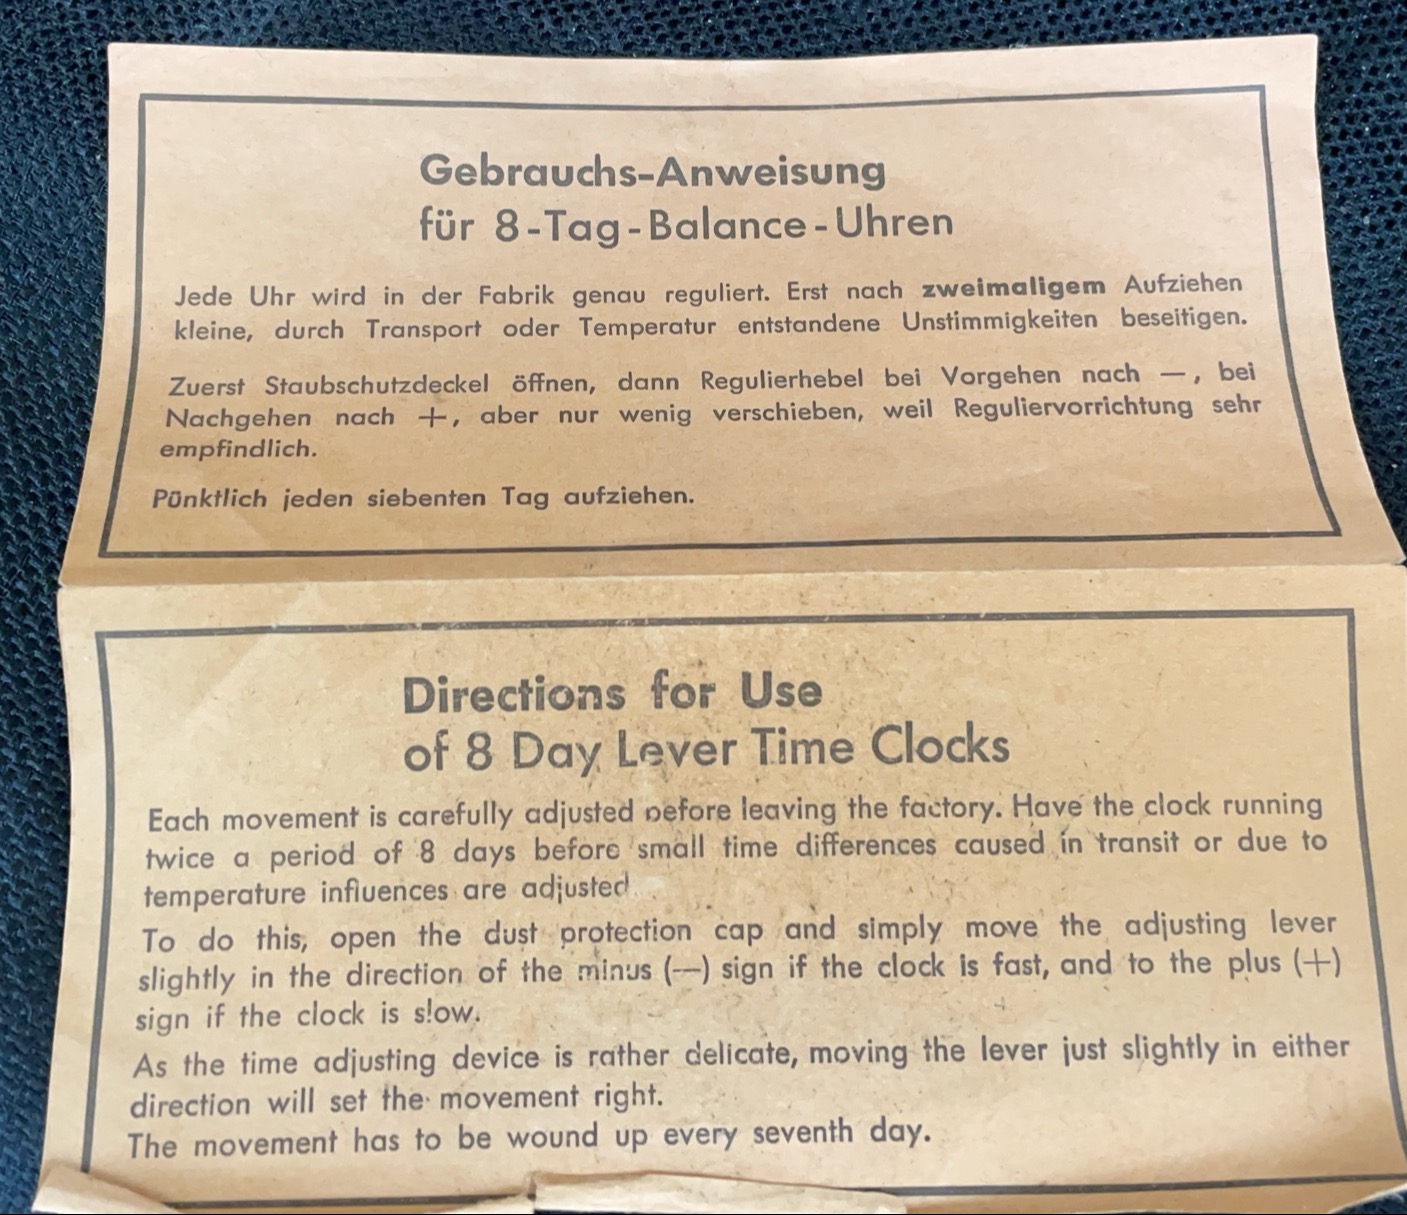 Gebrauchs-Anweisung
für 8-Tag-Balance-Uhren
Jede Uhr wird in der Fabrik genau reguliert. Erst nach zweimaligem Aufziehen
kleine, durch Transport oder Temperatur entstandene Unstimmigkeiten beseitigen.
Zuerst Staubschutzdeckel öffnen, dann Regulierhebel bei Vorgehen nach —, bei
Nachgehen nach +, aber nur wenig verschieben, weil Reguliervorrichtung sehr
empfindlich.
Pünktlich jeden siebenten Tag aufziehen.
Directions for Use
of 8 Day Lever Time Clocks
Each movement is carefully adjusted before leaving the factory. Have the clock running
twice a period of 8 days before small time differences caused in transit or due to
temperature influences are adjusted
To do this, open the dust protection cap and simply move the adjusting lever
slightly in the direction of the minus (—) sign if the clock is fast, and to the plus (+)
sign if the clock is slow.
As the time adjusting device is rather delicate, moving the lever just slightly in either
direction will set the movement right.
The movement has to be wound up every seventh day.